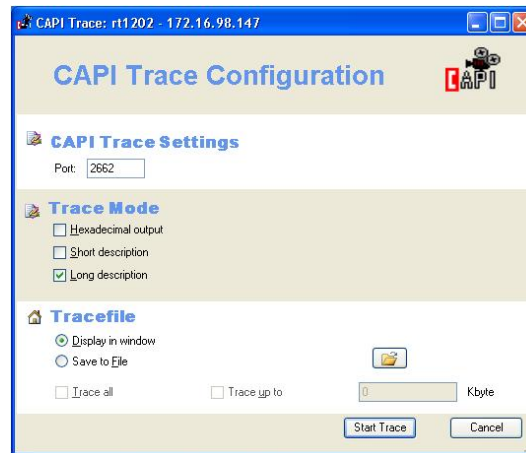 CAPI Trace: rt1202 - 172.16.98.147
CAPI Trace Configuration
CAPI
CAPI Trace Settings
Port: 2662
Trace Mode
Hexadecimal output
Short description
Long description
Tracefile
Display in window
Save to File
Trace all Trace up to 0 Kbyte
Start Trace Cancel